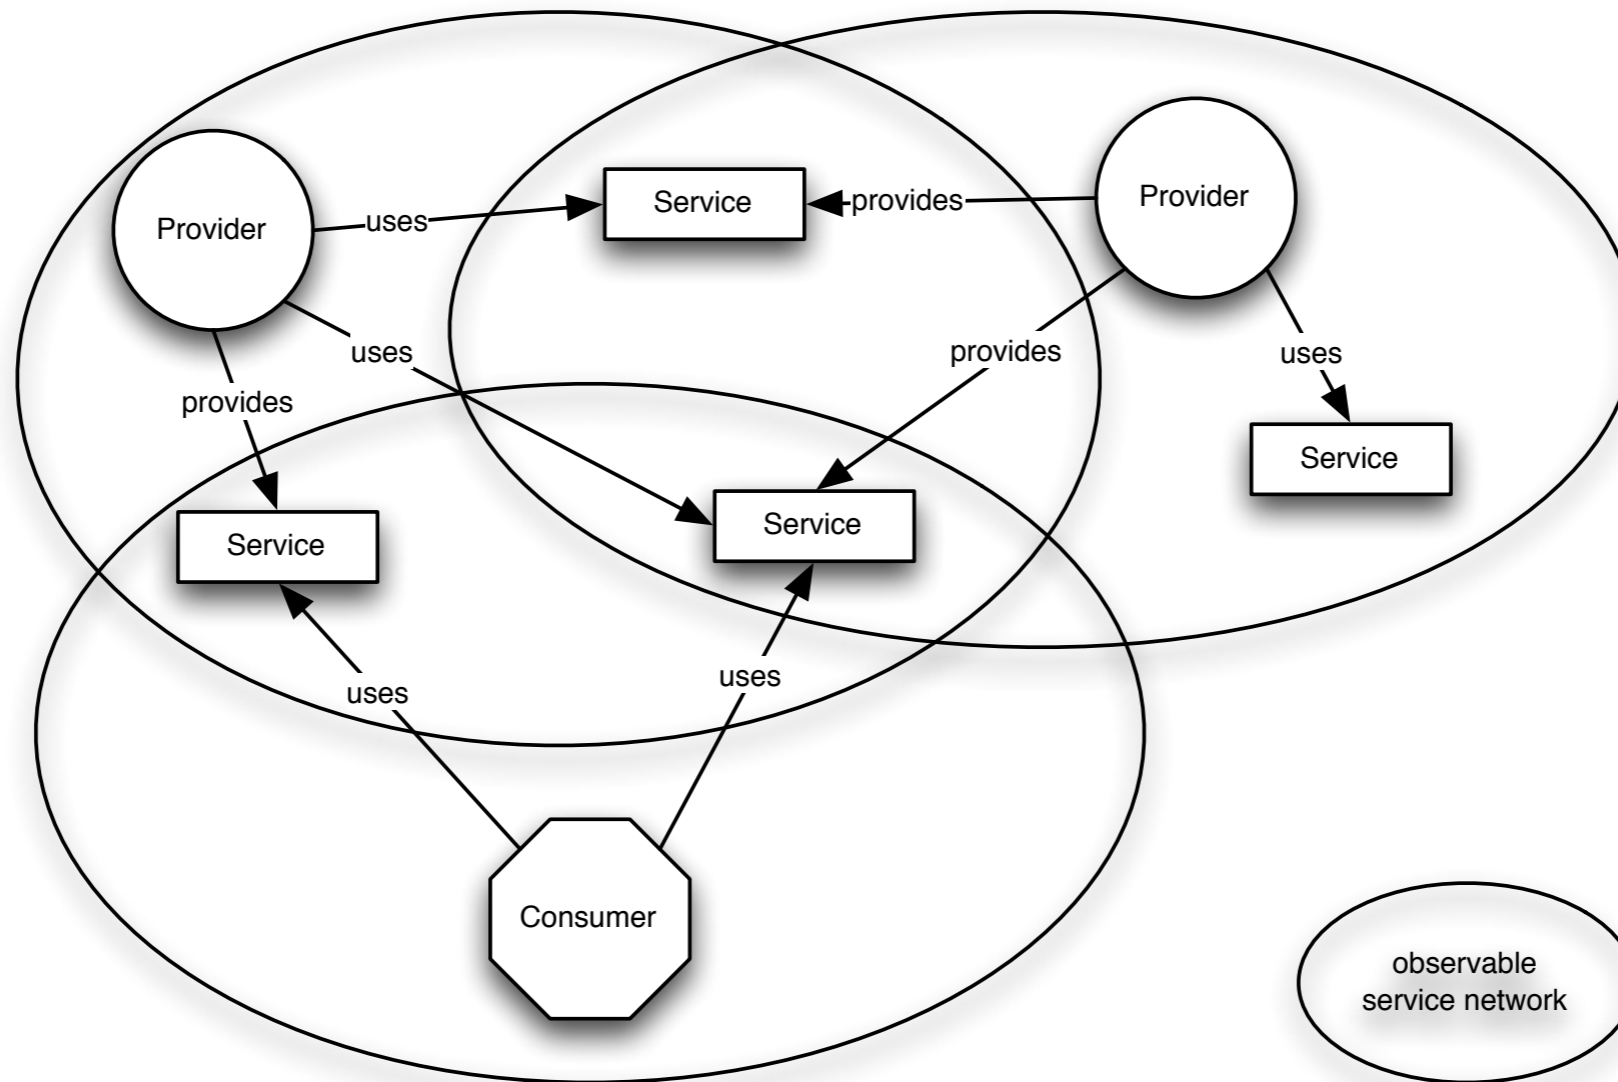 Provider
uses
Service
provides
Provider
uses
provides
uses
provides
Service
Service
Service
uses
uses
Consumer
observable
service network